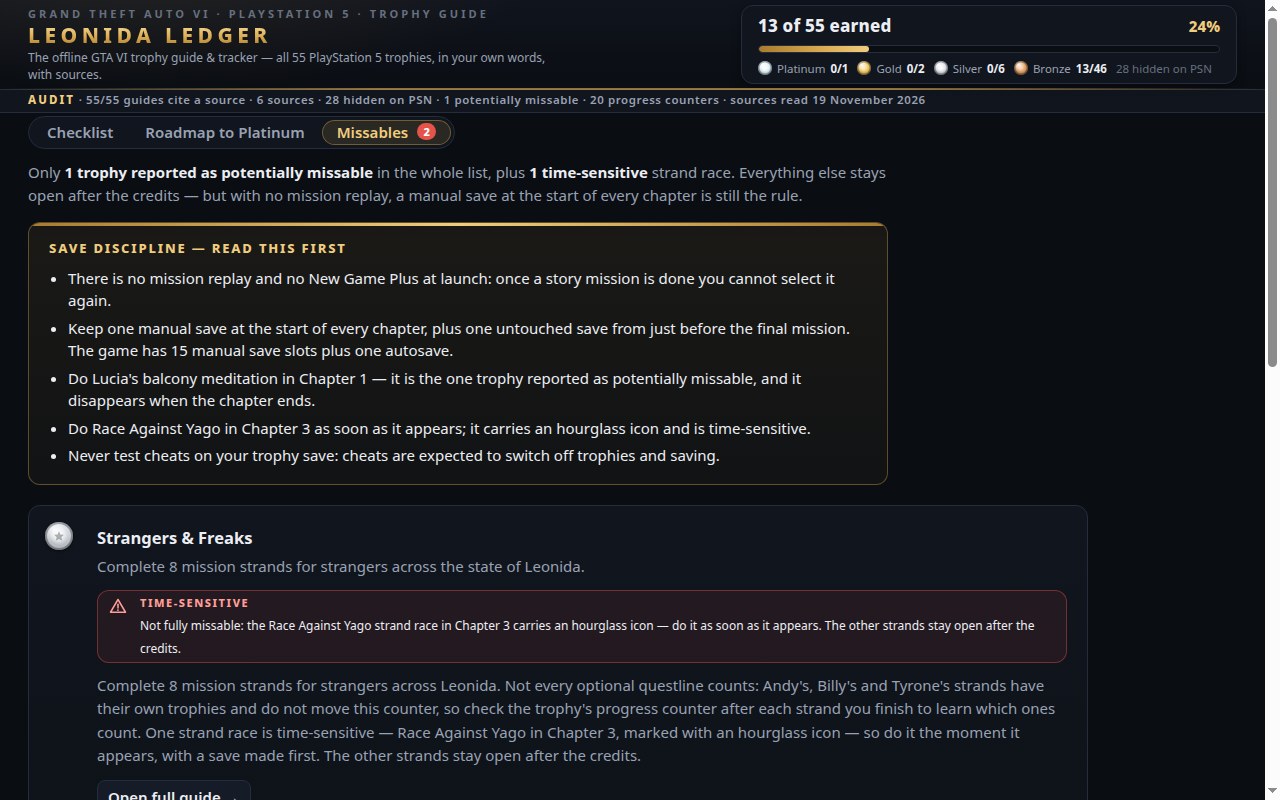 GRAND THEFT AUTO VI · PLAYSTATION 5 · TROPHY GUIDE
LEONIDA LEDGER
The offline GTA VI trophy guide & tracker — all 55 PlayStation 5 trophies, in your own words,
with sources.
13 of 55 earned 24%
Platinum 0/1 Gold 0/2 Silver 0/6 Bronze 13/46 28 hidden on PSN
AUDIT · 55/55 guides cite a source · 6 sources · 28 hidden on PSN · 1 potentially missable · 20 progress counters · sources read 19 November 2026
Checklist Roadmap to Platinum Missables 2
Only 1 trophy reported as potentially missable in the whole list, plus 1 time-sensitive strand race. Everything else stays
open after the credits — but with no mission replay, a manual save at the start of every chapter is still the rule.
SAVE DISCIPLINE — READ THIS FIRST
• There is no mission replay and no New Game Plus at launch: once a story mission is done you cannot select it
again.
• Keep one manual save at the start of every chapter, plus one untouched save from just before the final mission.
The game has 15 manual save slots plus one autosave.
• Do Lucia's balcony meditation in Chapter 1 — it is the one trophy reported as potentially missable, and it
disappears when the chapter ends.
• Do Race Against Yago in Chapter 3 as soon as it appears; it carries an hourglass icon and is time-sensitive.
• Never test cheats on your trophy save: cheats are expected to switch off trophies and saving.
Strangers & Freaks
Complete 8 mission strands for strangers across the state of Leonida.
TIME-SENSITIVE
Not fully missable: the Race Against Yago strand race in Chapter 3 carries an hourglass icon — do it as soon as it appears. The other strands stay open after the
credits.
Complete 8 mission strands for strangers across Leonida. Not every optional questline counts: Andy's, Billy's and Tyrone's strands have
their own trophies and do not move this counter, so check the trophy's progress counter after each strand you finish to learn which ones
count. One strand race is time-sensitive — Race Against Yago in Chapter 3, marked with an hourglass icon — so do it the moment it
appears, with a save made first. The other strands stay open after the credits.
Open full guide